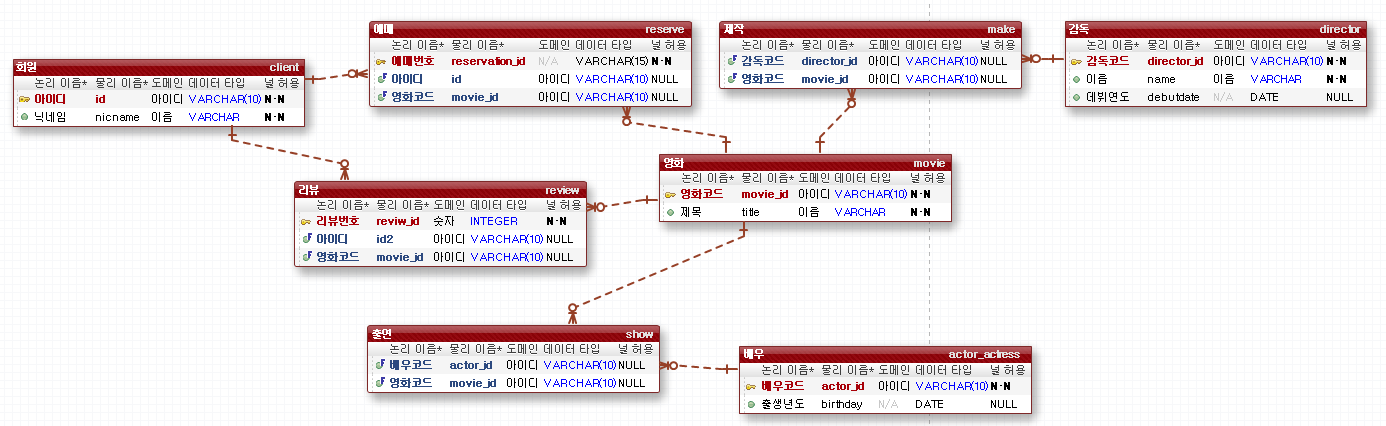 예매 reserve
논리 이름* 물리 이름* 도메인 데이터 타입 널 허용
예매번호 reservation_id N/A VARCHAR(15) N-N
아이디 id 아이디 VARCHAR(10) NULL
영화코드 movie_id 아이디 VARCHAR(10) NULL
제작 make
논리 이름* 물리 이름* 도메인 데이터 타입 널 허용
감독코드 director_id 아이디 VARCHAR(10) NULL
영화코드 movie_id 아이디 VARCHAR(10) NULL
감독 director
논리 이름* 물리 이름* 도메인 데이터 타입 널 허용
감독코드 director_id 아이디 VARCHAR(10) N-N
이름 name 이름 VARCHAR N-N
데뷔연도 debutdate N/A DATE NULL
회원 client
논리 이름* 물리 이름* 도메인 데이터 타입 널 허용
아이디 id 아이디 VARCHAR(10) N-N
닉네임 nicname 이름 VARCHAR N-N
영화 movie
논리 이름* 물리 이름* 도메인 데이터 타입 널 허용
영화코드 movie_id 아이디 VARCHAR(10) N-N
제목 title 이름 VARCHAR N-N
리뷰 review
논리 이름* 물리 이름* 도메인 데이터 타입 널 허용
리뷰번호 reviw_id 숫자 INTEGER N-N
아이디 id2 아이디 VARCHAR(10) NULL
영화코드 movie_id 아이디 VARCHAR(10) NULL
출연 show
논리 이름* 물리 이름* 도메인 데이터 타입 널 허용
배우코드 actor_id 아이디 VARCHAR(10) NULL
영화코드 movie_id 아이디 VARCHAR(10) NULL
배우 actor_actress
논리 이름* 물리 이름* 도메인 데이터 타입 널 허용
배우코드 actor_id 아이디 VARCHAR(10) N-N
출생년도 birthday N/A DATE NULL